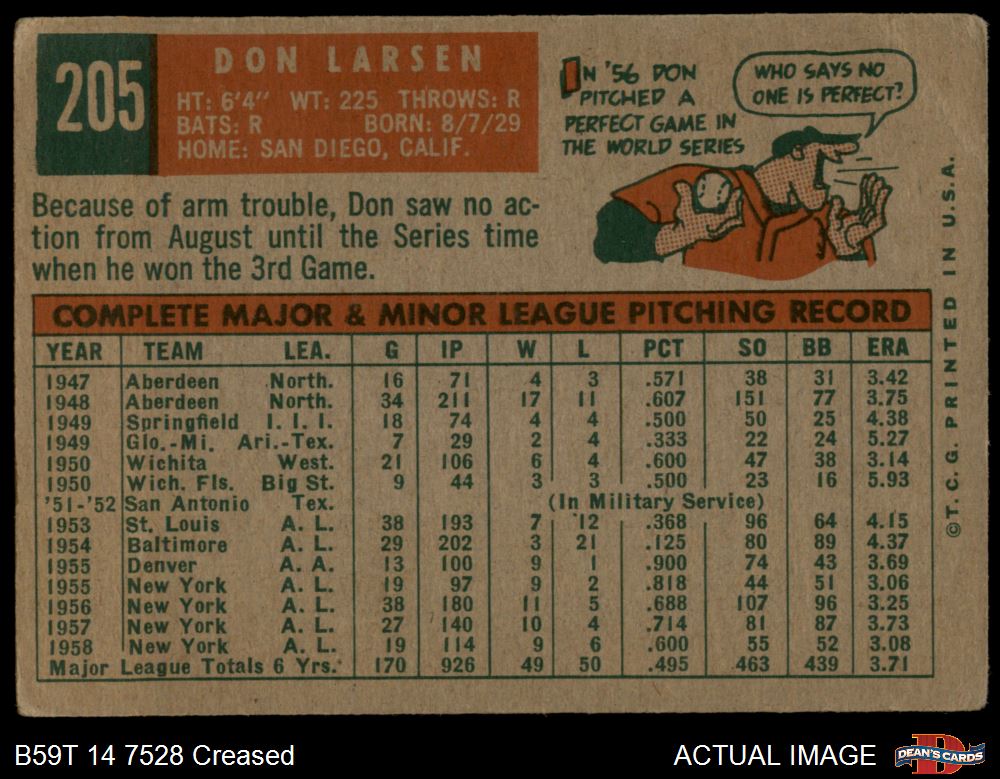 205
DON LARSEN
HT: 6'4" WT: 225 THROWS: R
BATS: R BORN: 8/7/29
HOME: SAN DIEGO, CALIF.
IN '56 DON
PITCHED A
PERFECT GAME IN
THE WORLD SERIES
WHO SAYS NO
ONE IS PERFECT?
Because of arm trouble, Don saw no ac-
tion from August until the Series time
when he won the 3rd Game.
COMPLETE MAJOR & MINOR LEAGUE PITCHING RECORD
YEAR TEAM LEA. G IP W L PCT SO BB ERA
1947 Aberdeen North. 16 71 4 3 .571 38 31 3.42
1948 Aberdeen North. 34 211 17 11 .607 151 77 3.75
1949 Springfield I. I. I. 18 74 4 4 .500 50 25 4.38
1949 Glo.-Mi. Ari.-Tex. 7 29 2 4 .333 22 24 5.27
1950 Wichita West. 21 106 6 4 .600 47 38 3.14
1950 Wich. Fls. Big St. 9 44 3 3 .500 23 16 5.93
'51-'52 San Antonio Tex. (In Military Service)
1953 St. Louis A. L. 38 193 7 12 .368 96 64 4.15
1954 Baltimore A. L. 29 202 3 21 .125 80 89 4.37
1955 Denver A. A. 13 100 9 1 .900 74 43 3.69
1955 New York A. L. 19 97 9 2 .818 44 51 3.06
1956 New York A. L. 38 180 11 5 .688 107 96 3.25
1957 New York A. L. 27 140 10 4 .714 81 87 3.73
1958 New York A. L. 19 114 9 6 .600 55 52 3.08
Major League Totals 6 Yrs. 170 926 49 50 .495 463 439 3.71
©T.C.G. PRINTED IN U.S.A.
B59T 14 7528 Creased
ACTUAL IMAGE
DEAN'S CARDS